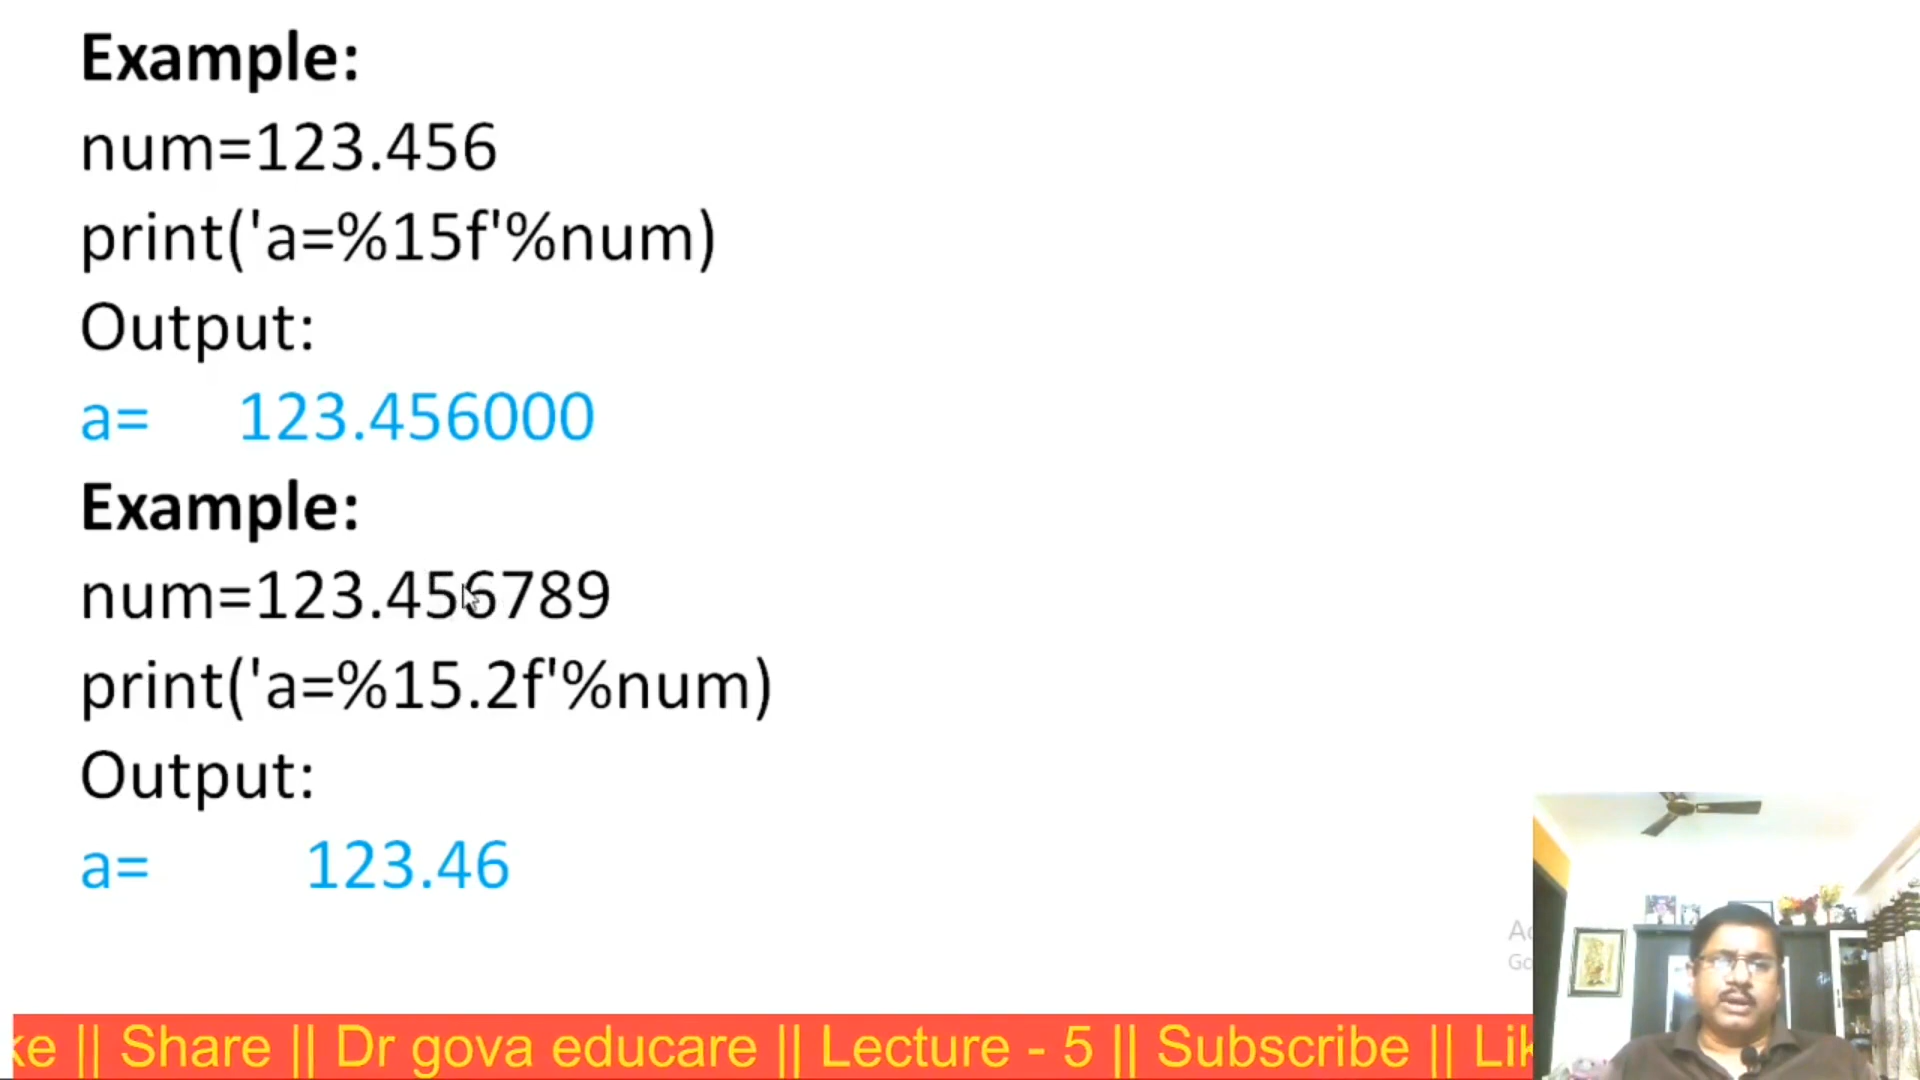 Example:
num=123.456
print('a=%15f'%num)
Output:
a=     123.456000
Example:
num=123.456789
print('a=%15.2f'%num)
Output:
a=         123.46
ke || Share || Dr gova educare || Lecture - 5 || Subscribe || Lik